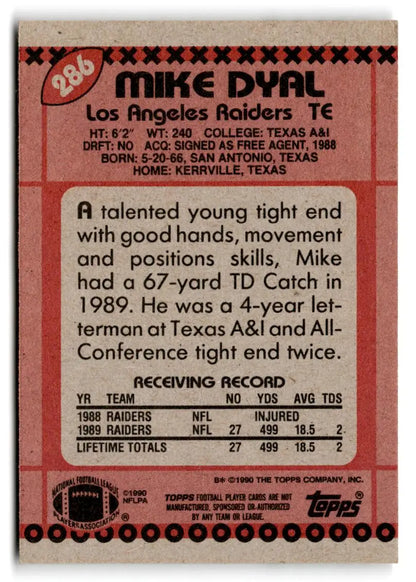 286
MIKE DYAL
Los Angeles Raiders TE
HT: 6'2" WT: 240 COLLEGE: TEXAS A&I
DRFT: NO ACQ: SIGNED AS FREE AGENT, 1988
BORN: 5-20-66, SAN ANTONIO, TEXAS
HOME: KERRVILLE, TEXAS
A talented young tight end
with good hands, movement
and positions skills, Mike
had a 67-yard TD Catch in
1989. He was a 4-year let-
terman at Texas A&I and All-
Conference tight end twice.
RECEIVING RECORD
YR TEAM NO YDS AVG TDS
1988 RAIDERS NFL INJURED
1989 RAIDERS NFL 27 499 18.5 2
LIFETIME TOTALS 27 499 18.5 2
B* ©1990 THE TOPPS COMPANY, INC.
NATIONAL FOOTBALL LEAGUE
PLAYERS ASSOCIATION
©1990
NFLPA
TOPPS FOOTBALL PLAYER CARDS ARE NOT
MANUFACTURED, SPONSORED OR AUTHORIZED
BY ANY TEAM OR LEAGUE.
Topps